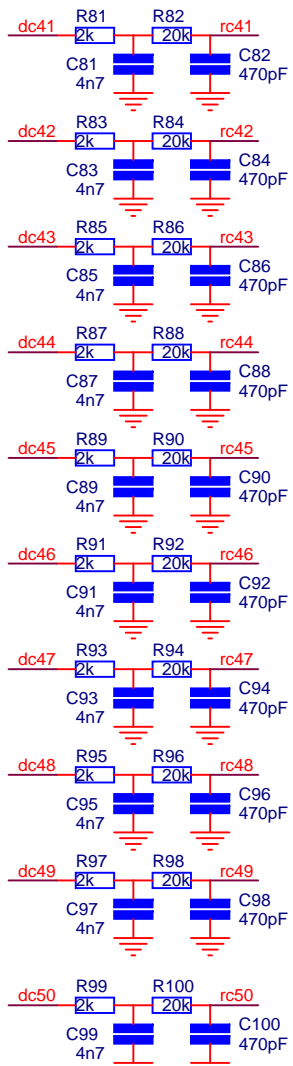 dc41 R81 R82 rc41
2k 20k
C81 C82
4n7 470pF
dc42 R83 R84 rc42
2k 20k
C83 C84
4n7 470pF
dc43 R85 R86 rc43
2k 20k
C85 C86
4n7 470pF
dc44 R87 R88 rc44
2k 20k
C87 C88
4n7 470pF
dc45 R89 R90 rc45
2k 20k
C89 C90
4n7 470pF
dc46 R91 R92 rc46
2k 20k
C91 C92
4n7 470pF
dc47 R93 R94 rc47
2k 20k
C93 C94
4n7 470pF
dc48 R95 R96 rc48
2k 20k
C95 C96
4n7 470pF
dc49 R97 R98 rc49
2k 20k
C97 C98
4n7 470pF
dc50 R99 R100 rc50
2k 20k
C99 C100
4n7 470pF